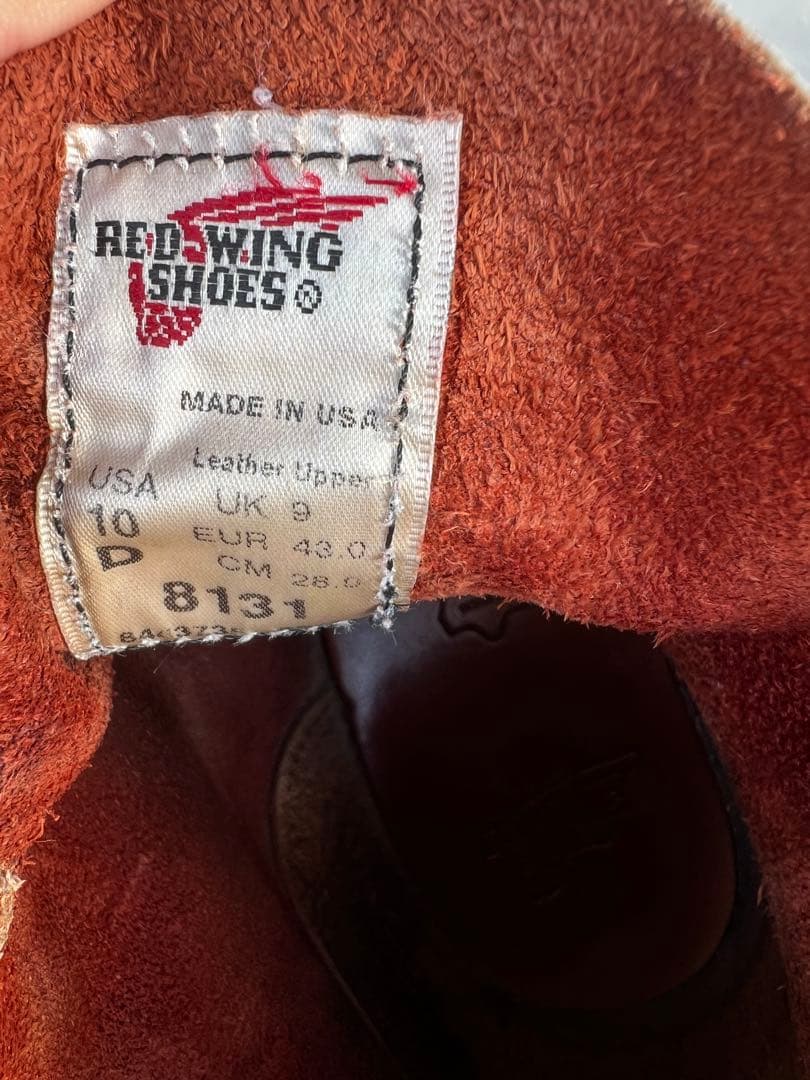 RED WING
SHOES®
MADE IN USA
Leather Upper
USA UK 9
10 EUR 43.0
D CM 28.0
8131